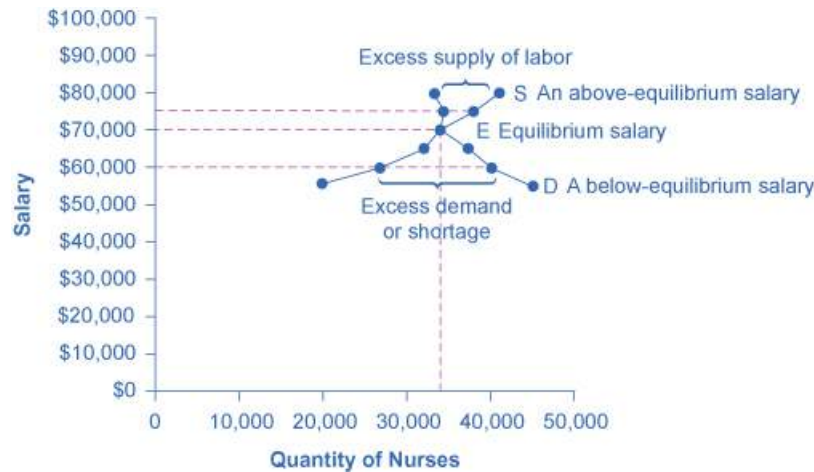 $100,000
$90,000
$80,000
$70,000
$60,000
$50,000
$40,000
$30,000
$20,000
$10,000
$0
Salary
Excess supply of labor
S An above-equilibrium salary
E Equilibrium salary
D A below-equilibrium salary
Excess demand
or shortage
0 10,000 20,000 30,000 40,000 50,000
Quantity of Nurses